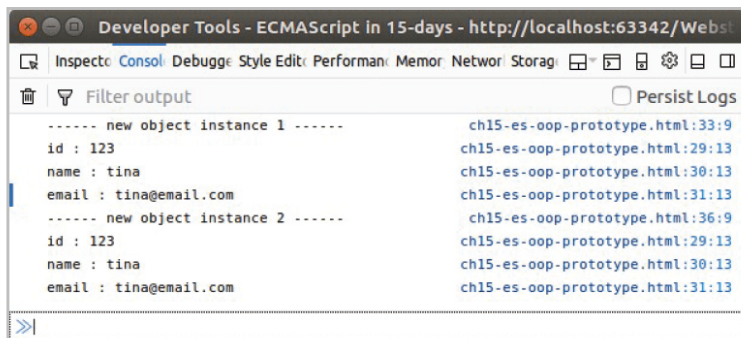 Developer Tools - ECMAScript in 15-days - http://localhost:63342/Webst
Inspecto Consol Debugge Style Edit Performan Memor Networ Storag
Filter output Persist Logs
------ new object instance 1 ------ ch15-es-oop-prototype.html:33:9
id : 123 ch15-es-oop-prototype.html:29:13
name : tina ch15-es-oop-prototype.html:30:13
email : tina@email.com ch15-es-oop-prototype.html:31:13
------ new object instance 2 ------ ch15-es-oop-prototype.html:36:9
id : 123 ch15-es-oop-prototype.html:29:13
name : tina ch15-es-oop-prototype.html:30:13
email : tina@email.com ch15-es-oop-prototype.html:31:13